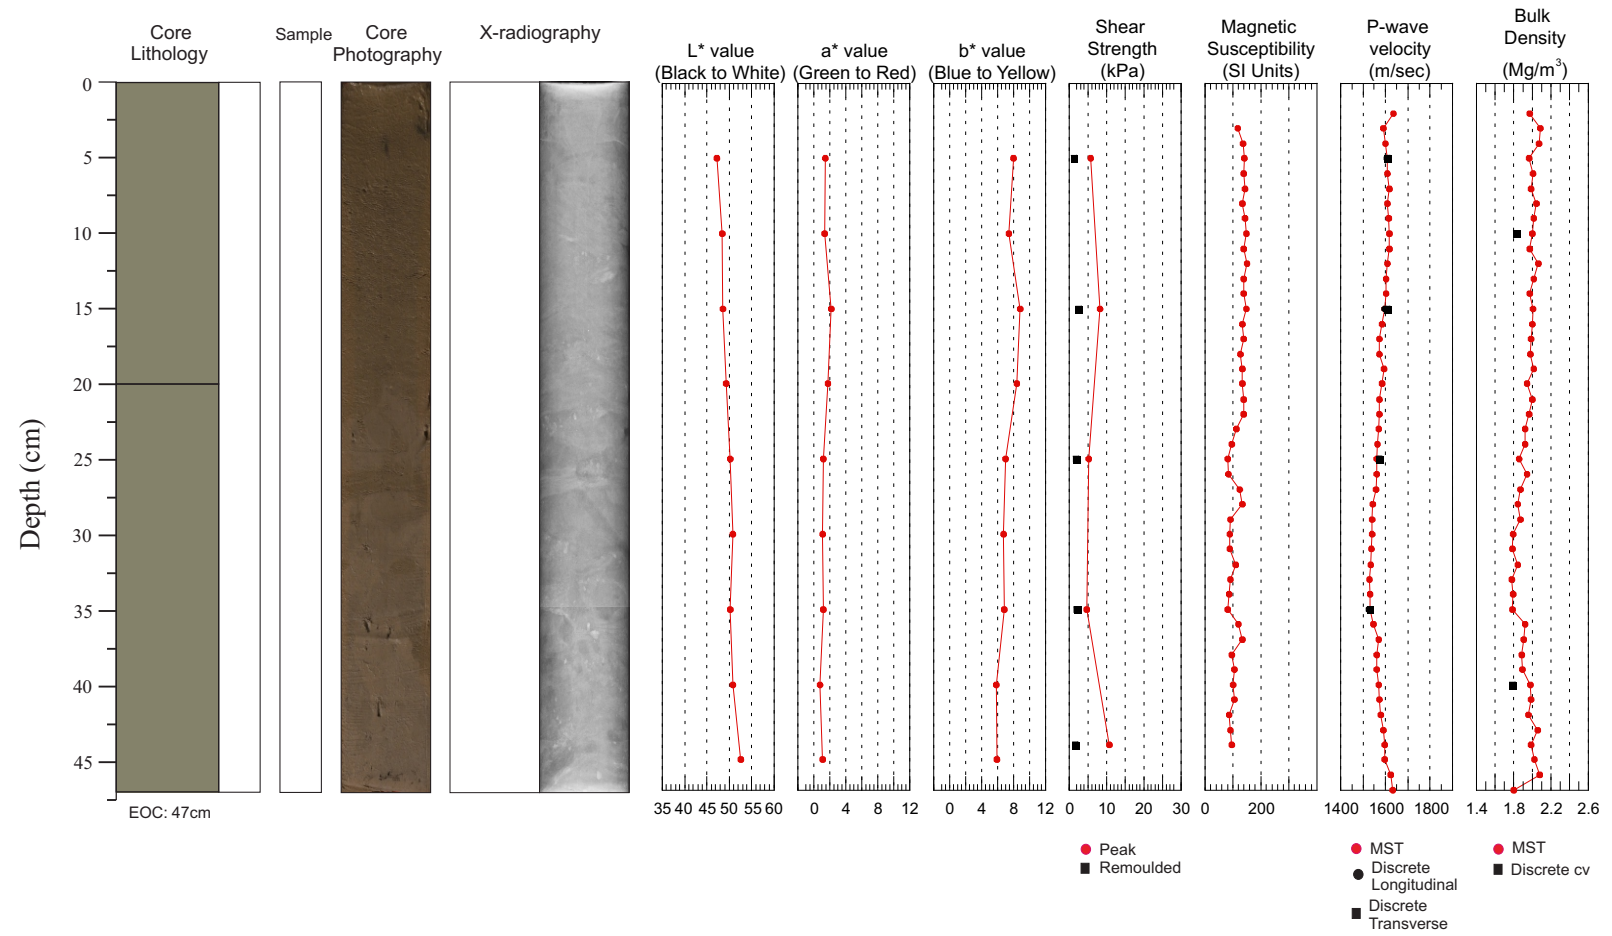 Core
Lithology
Sample
Core
Photography
X-radiography
L* value
(Black to White)
a* value
(Green to Red)
b* value
(Blue to Yellow)
Shear
Strength
(kPa)
Magnetic
Susceptibility
(SI Units)
P-wave
velocity
(m/sec)
Bulk
Density
(Mg/m³)
Depth (cm)
0
5
10
15
20
25
30
35
40
45
EOC: 47cm
35 40 45 50 55 60
0 4 8 12
0 4 8 12
0 10 20 30
0 200
1400 1600 1800
1.4 1.8 2.2 2.6
Peak
Remoulded
MST
Discrete
Longitudinal
Discrete
Transverse
MST
Discrete cv